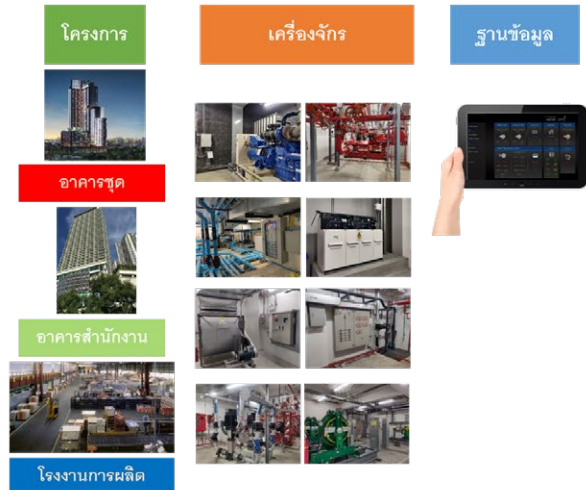 โครงการ
เครื่องจักร
ฐานข้อมูล
อาคารชุด
อาคารสำนักงาน
โรงงานการผลิต